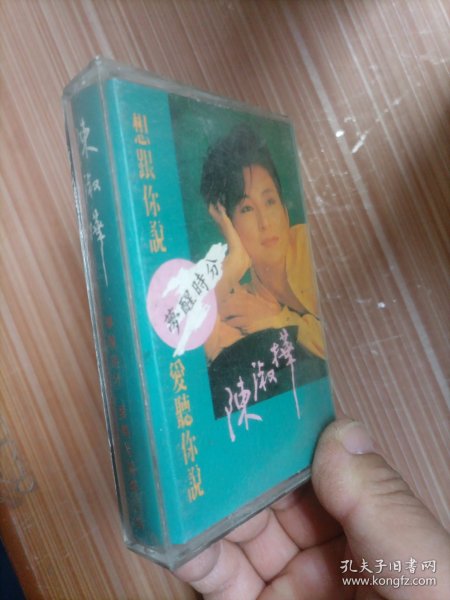 陳淑樺
想跟你說
夢醒時分
愛聽你說
陳淑樺
孔夫子旧书网
www.kongfz.com